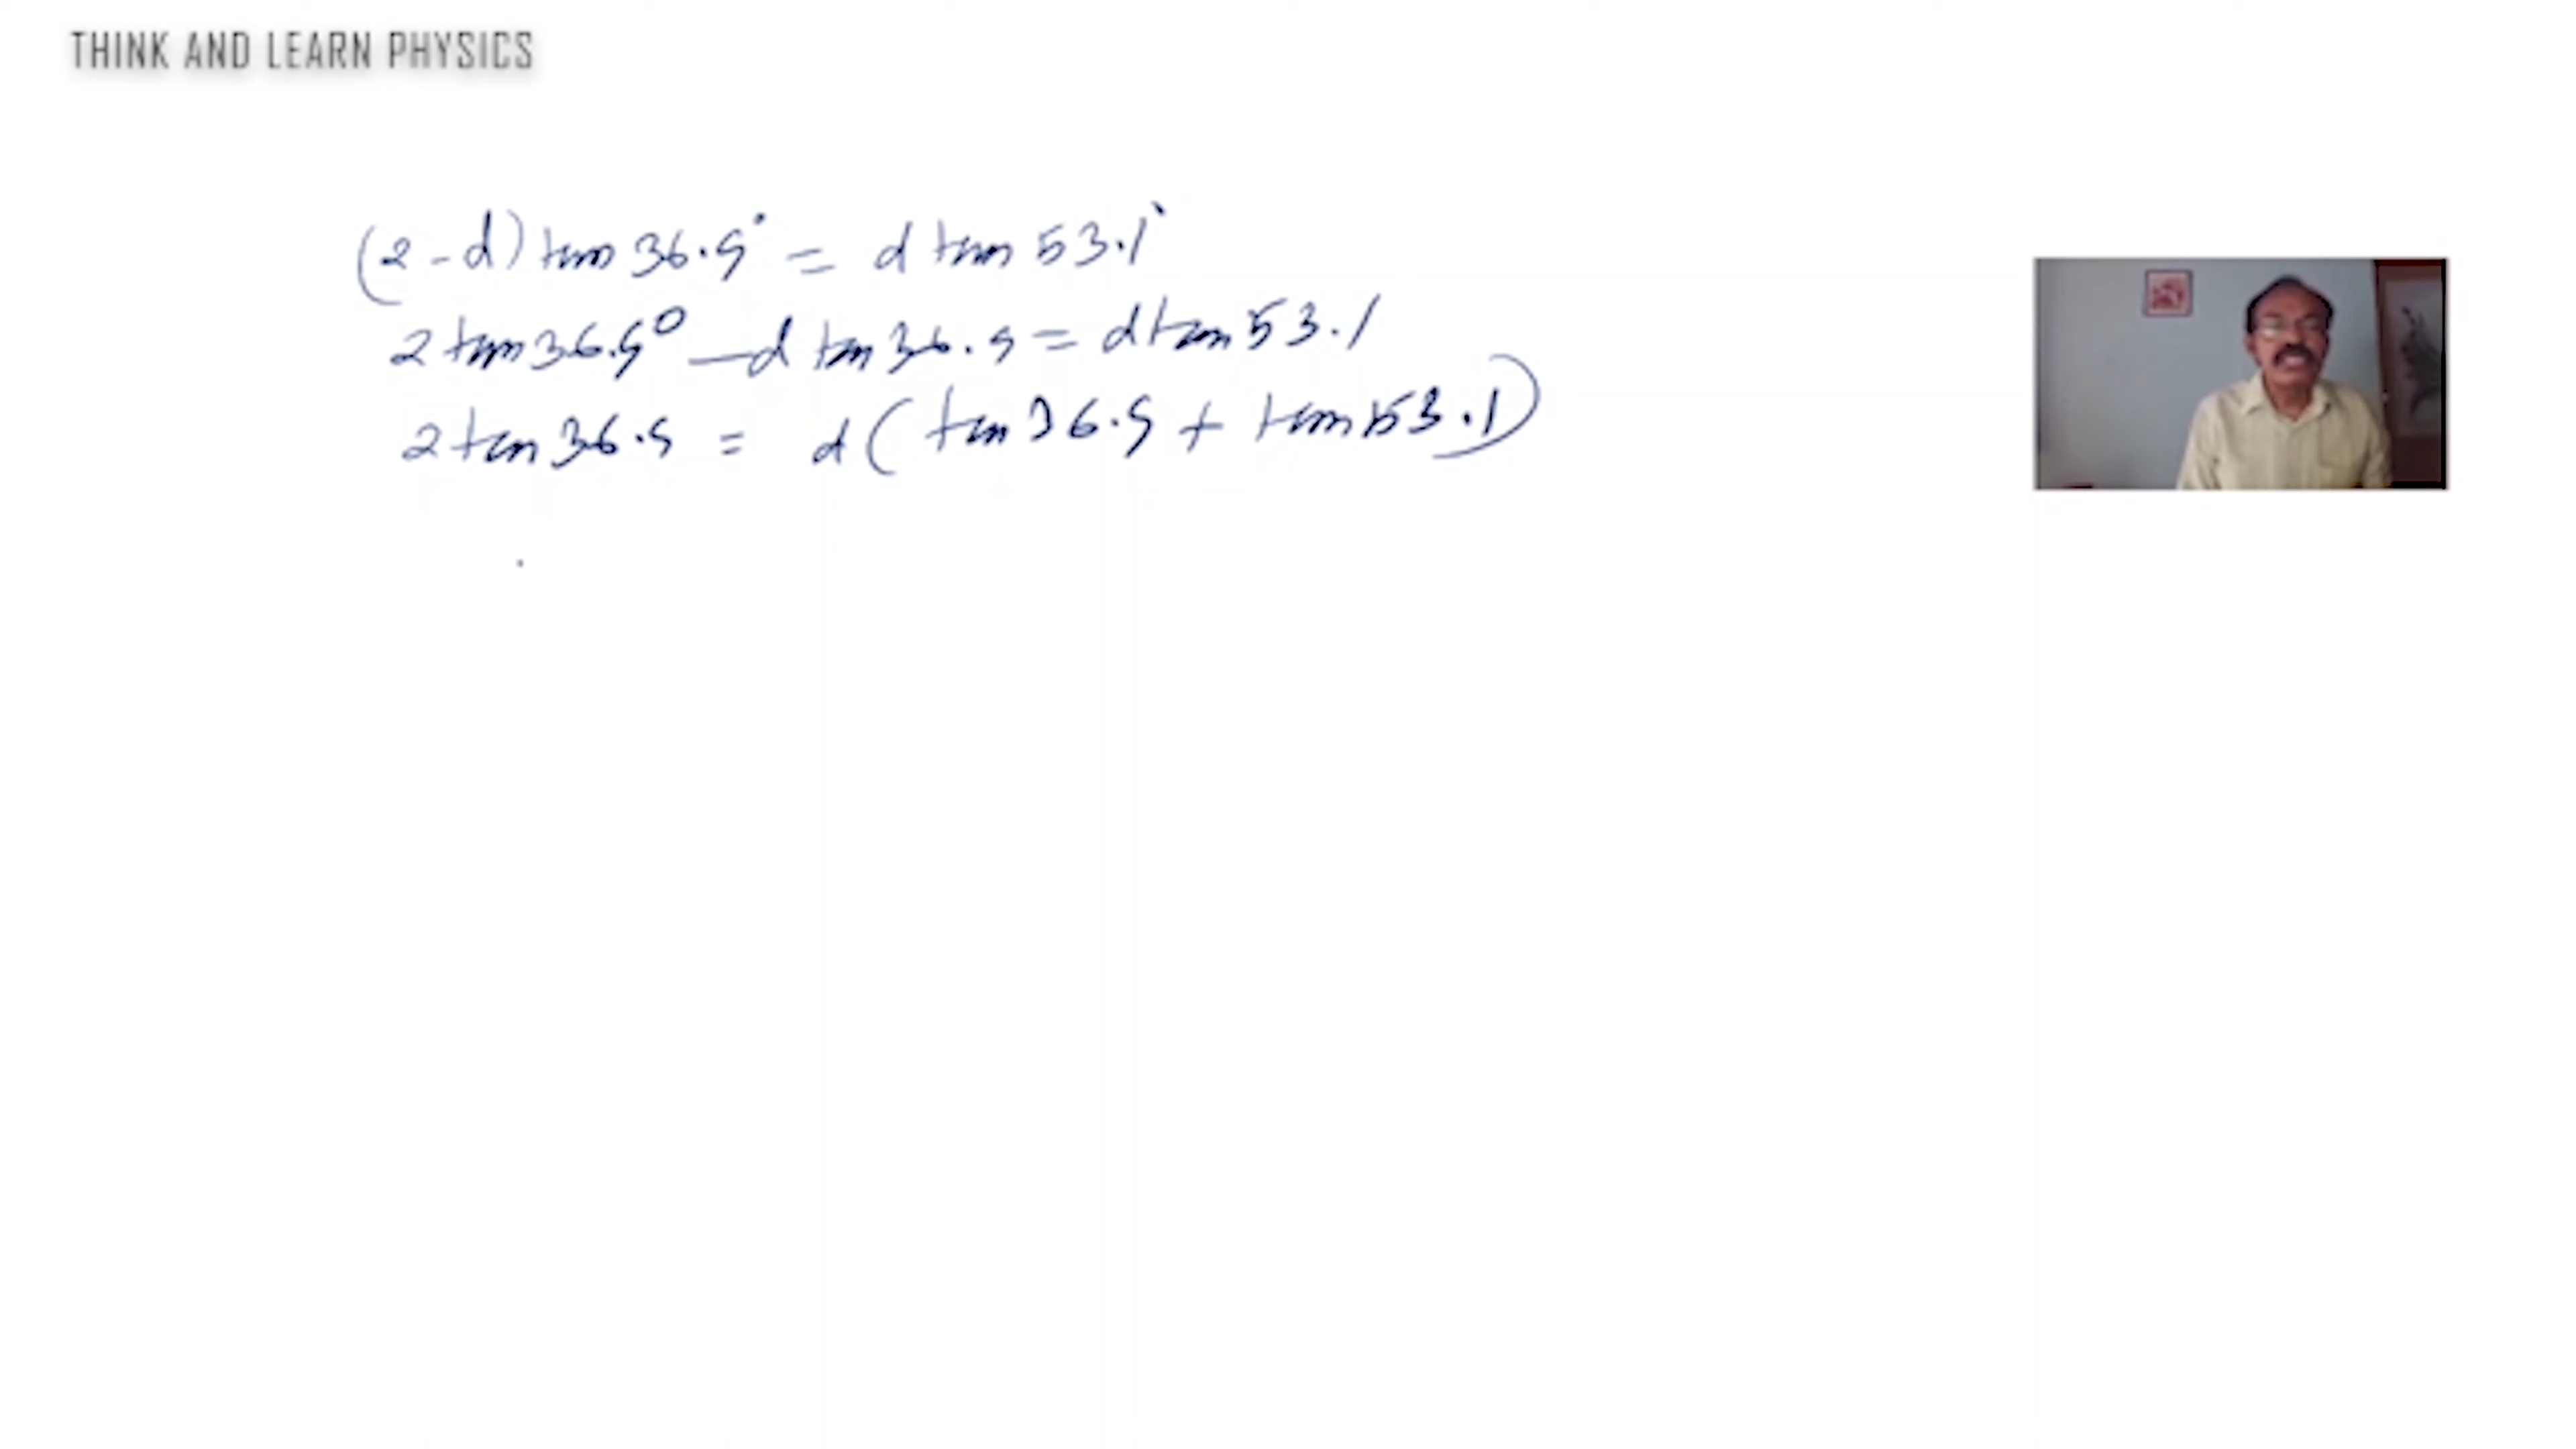 THINK AND LEARN PHYSICS
(2 - d) tan 36.9° = d tan 53.1°
2 tan 36.9° - d tan 36.9 = d tan 53.1
2 tan 36.9 = d ( tan 36.9 + tan 53.1)